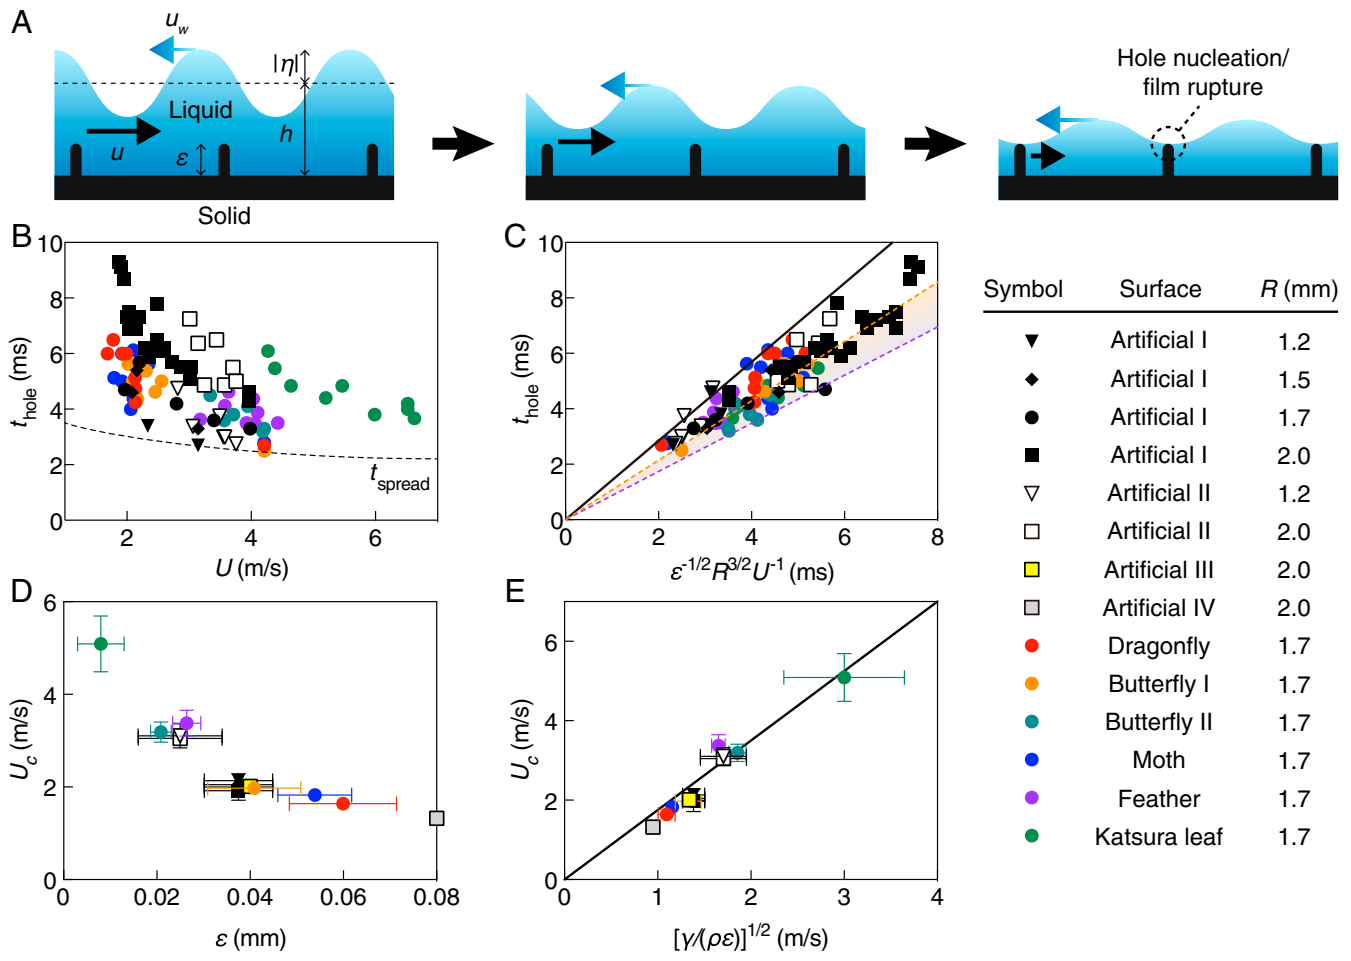 A
u_w
|η|
Liquid
h
u
ε
Solid
Hole nucleation/
film rupture
B
10
8
6
4
2
0
t_hole (ms)
t_spread
2
4
6
U (m/s)
C
10
8
6
4
2
0
t_hole (ms)
0
2
4
6
8
ε^-1/2 R^3/2 U^-1 (ms)
Symbol Surface R (mm)
Artificial I 1.2
Artificial I 1.5
Artificial I 1.7
Artificial I 2.0
Artificial II 1.2
Artificial II 2.0
Artificial III 2.0
Artificial IV 2.0
Dragonfly 1.7
Butterfly I 1.7
Butterfly II 1.7
Moth 1.7
Feather 1.7
Katsura leaf 1.7
D
6
4
2
0
U_c (m/s)
0
0.02
0.04
0.06
0.08
ε (mm)
E
6
4
2
0
U_c (m/s)
0
1
2
3
4
[γ/(ρε)]^1/2 (m/s)